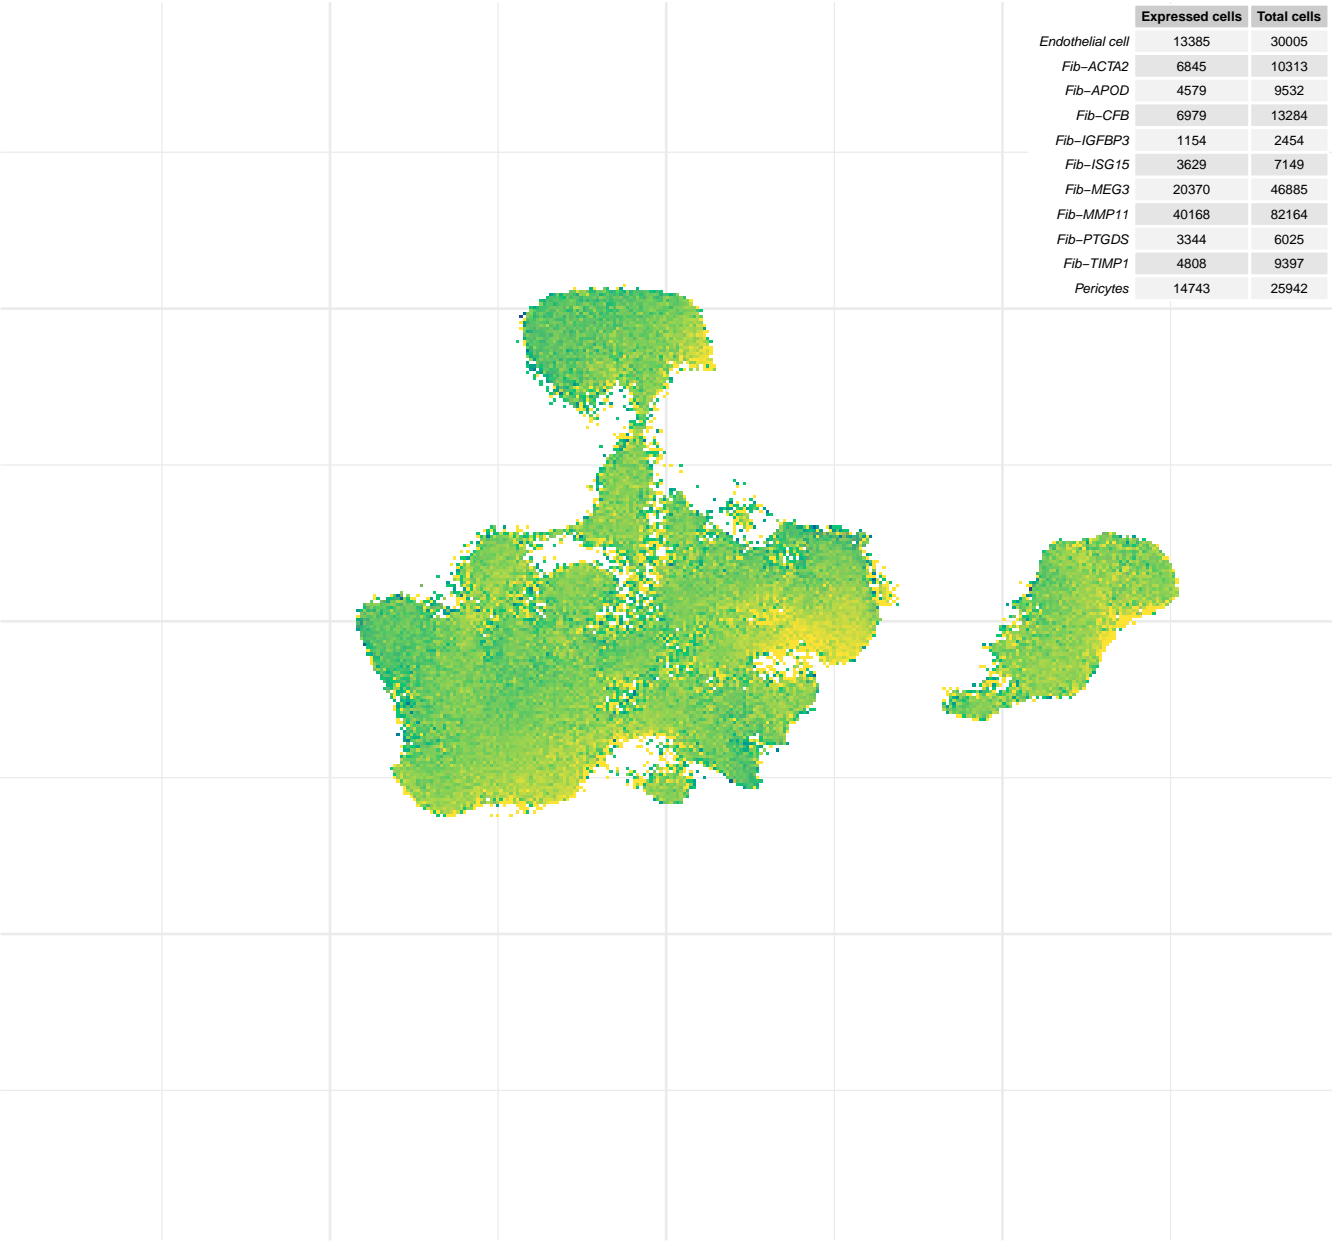 Expressed cells Total cells
Endothelial cell 13385 30005
Fib−ACTA2 6845 10313
Fib−APOD 4579 9532
Fib−CFB 6979 13284
Fib−IGFBP3 1154 2454
Fib−ISG15 3629 7149
Fib−MEG3 20370 46885
Fib−MMP11 40168 82164
Fib−PTGDS 3344 6025
Fib−TIMP1 4808 9397
Pericytes 14743 25942